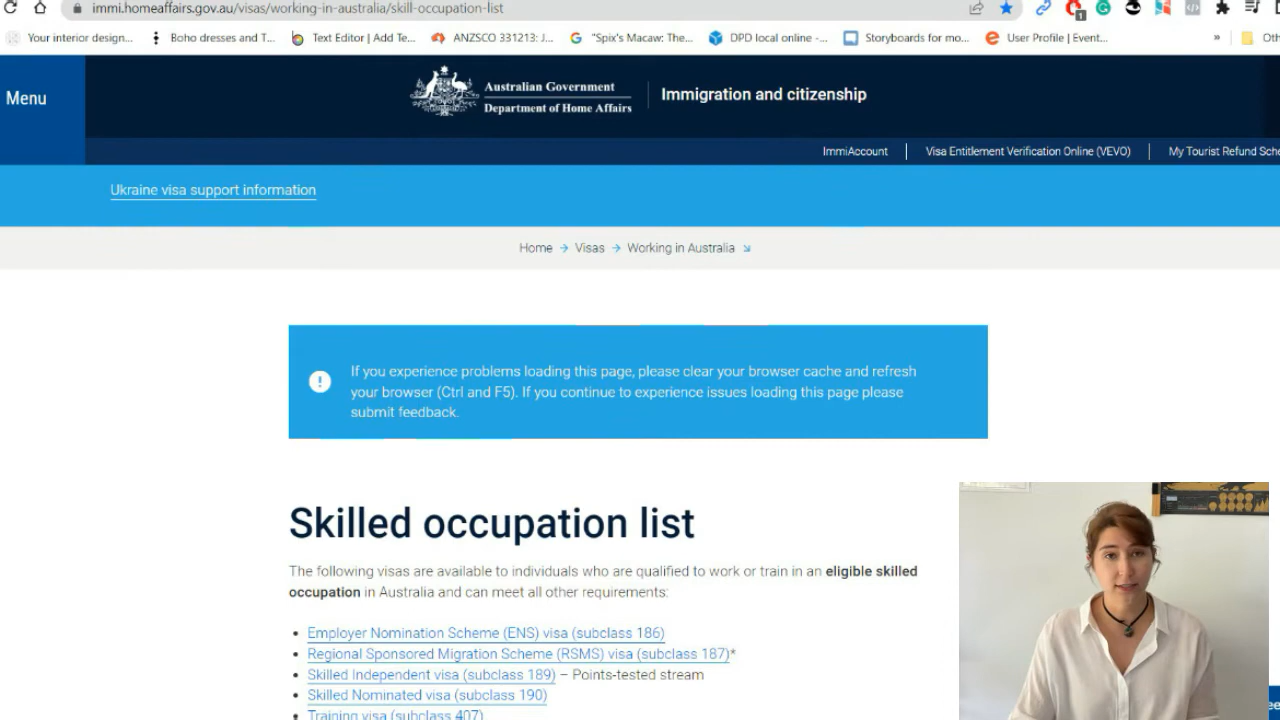 immi.homeaffairs.gov.au/visas/working-in-australia/skill-occupation-list
1
Your interior design... Boho dresses and T... Text Editor | Add Te... ANZSCO 331213: J... "Spix's Macaw: The... DPD local online -... Storyboards for mo... User Profile | Event... » Oth
Menu
Australian Government
Department of Home Affairs
Immigration and citizenship
ImmiAccount Visa Entitlement Verification Online (VEVO) My Tourist Refund Sche
Ukraine visa support information
Home → Visas → Working in Australia
If you experience problems loading this page, please clear your browser cache and refresh
your browser (Ctrl and F5). If you continue to experience issues loading this page please
submit feedback.
Skilled occupation list
The following visas are available to individuals who are qualified to work or train in an eligible skilled
occupation in Australia and can meet all other requirements:
• Employer Nomination Scheme (ENS) visa (subclass 186)
• Regional Sponsored Migration Scheme (RSMS) visa (subclass 187)*
• Skilled Independent visa (subclass 189) – Points-tested stream
• Skilled Nominated visa (subclass 190)
• Training visa (subclass 407)